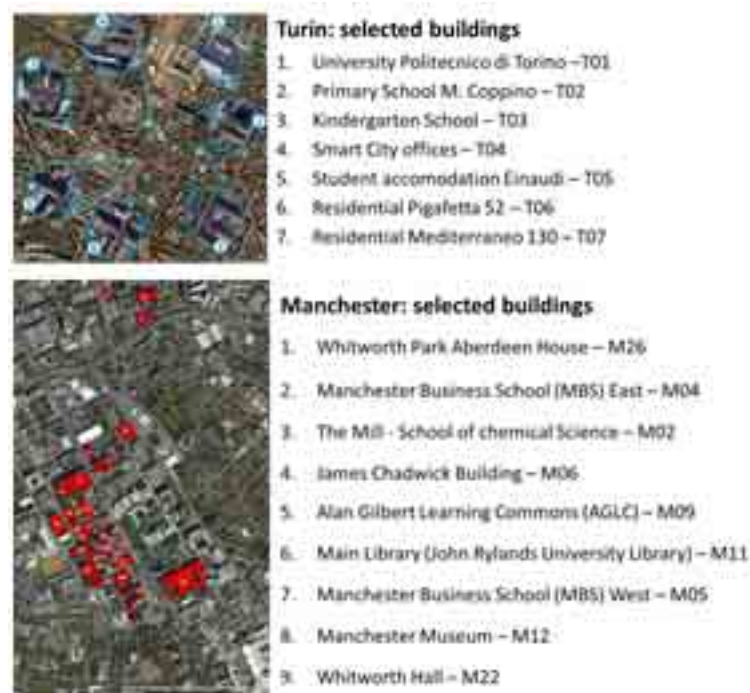 Turin: selected buildings
1. University Politecnico di Torino –T01
2. Primary School M. Coppino – T02
3. Kindergarten School – T03
4. Smart City offices – T04
5. Student accomodation Einaudi – T05
6. Residential Pigafetta 52 – T06
7. Residential Mediterraneo 130 – T07
Manchester: selected buildings
1. Whitworth Park Aberdeen House – M26
2. Manchester Business School (MBS) East – M04
3. The Mill - School of chemical Science – M02
4. James Chadwick Building – M06
5. Alan Gilbert Learning Commons (AGLC) – M09
6. Main Library (John Rylands University Library) – M11
7. Manchester Business School (MBS) West – M05
8. Manchester Museum – M12
9. Whitworth Hall – M22